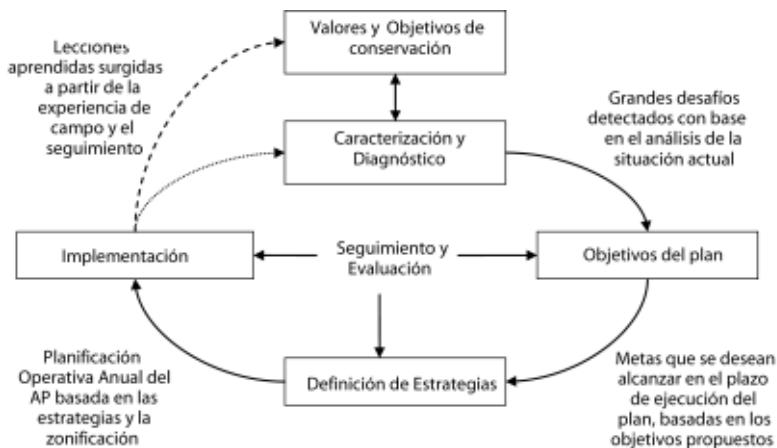 Valores y Objetivos de
conservación
Lecciones
aprendidas surgidas
a partir de la
experiencia de
campo y el
seguimiento
Caracterización y
Diagnóstico
Grandes desafíos
detectados con base
en el análisis de la
situación actual
Implementación
Seguimiento y
Evaluación
Objetivos del plan
Planificación
Operativa Anual del
AP basada en las
estrategias y la
zonificación
Definición de Estrategias
Metas que se desean
alcanzar en el plazo
de ejecución del
plan, basadas en los
objetivos propuestos